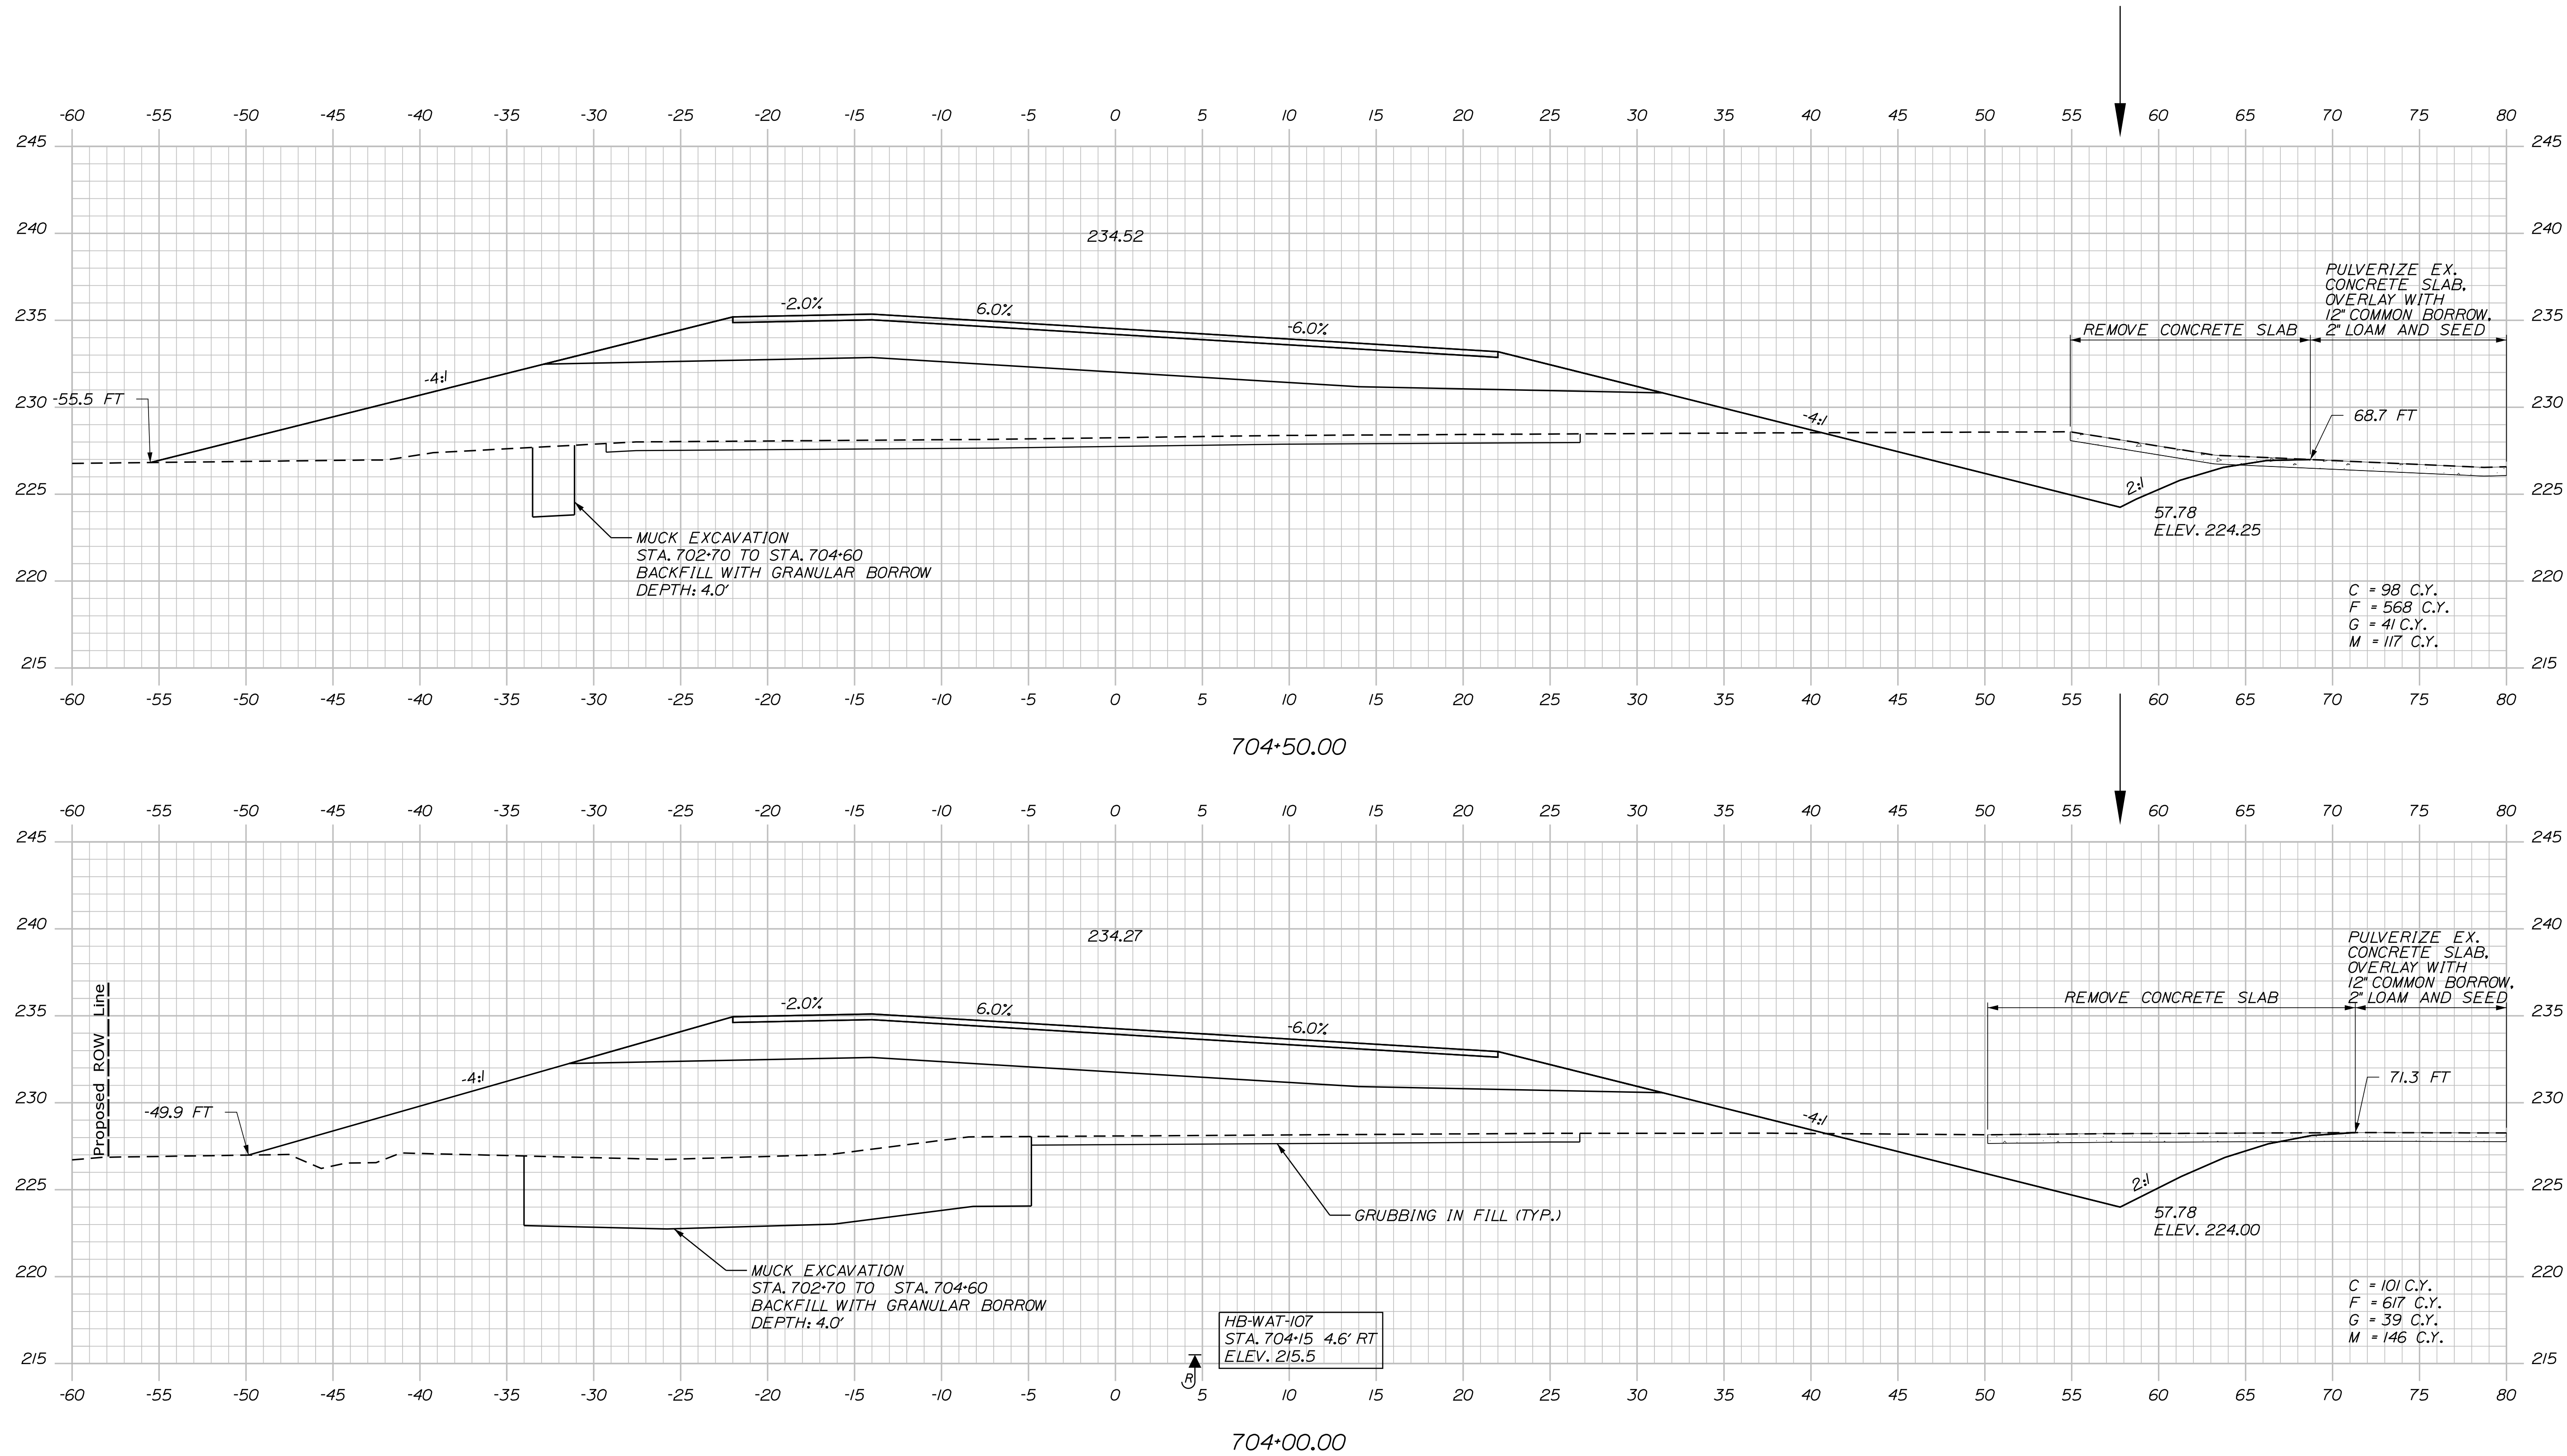 -60 -55 -50 -45 -40 -35 -30 -25 -20 -15 -10 -5 0 5 10 15 20 25 30 35 40 45 50 55 60 65 70 75 80
245 245
240 240
234.52
PULVERIZE EX.
CONCRETE SLAB,
OVERLAY WITH
12" COMMON BORROW,
2" LOAM AND SEED
REMOVE CONCRETE SLAB
-2.0% 6.0% -6.0%
235 235
-4:1
230 230
-55.5 FT
-4:1
68.7 FT
225 225
2:1
57.78
ELEV. 224.25
MUCK EXCAVATION
STA. 702+70 TO STA. 704+60
BACKFILL WITH GRANULAR BORROW
DEPTH: 4.0'
220 220
C = 98 C.Y.
F = 568 C.Y.
G = 41 C.Y.
M = 117 C.Y.
215 215
-60 -55 -50 -45 -40 -35 -30 -25 -20 -15 -10 -5 0 5 10 15 20 25 30 35 40 45 50 55 60 65 70 75 80
704+50.00
-60 -55 -50 -45 -40 -35 -30 -25 -20 -15 -10 -5 0 5 10 15 20 25 30 35 40 45 50 55 60 65 70 75 80
245 245
240 240
234.27
PULVERIZE EX.
CONCRETE SLAB,
OVERLAY WITH
12" COMMON BORROW,
2" LOAM AND SEED
REMOVE CONCRETE SLAB
Proposed ROW Line
-2.0% 6.0% -6.0%
235 235
-4:1
230 230
-49.9 FT
-4:1
71.3 FT
225 225
2:1
57.78
ELEV. 224.00
GRUBBING IN FILL (TYP.)
MUCK EXCAVATION
STA. 702+70 TO STA. 704+60
BACKFILL WITH GRANULAR BORROW
DEPTH: 4.0'
220 220
HB-WAT-107
STA. 704+15 4.6' RT
ELEV. 215.5
R
C = 101 C.Y.
F = 617 C.Y.
G = 39 C.Y.
M = 146 C.Y.
215 215
-60 -55 -50 -45 -40 -35 -30 -25 -20 -15 -10 -5 0 5 10 15 20 25 30 35 40 45 50 55 60 65 70 75 80
704+00.00